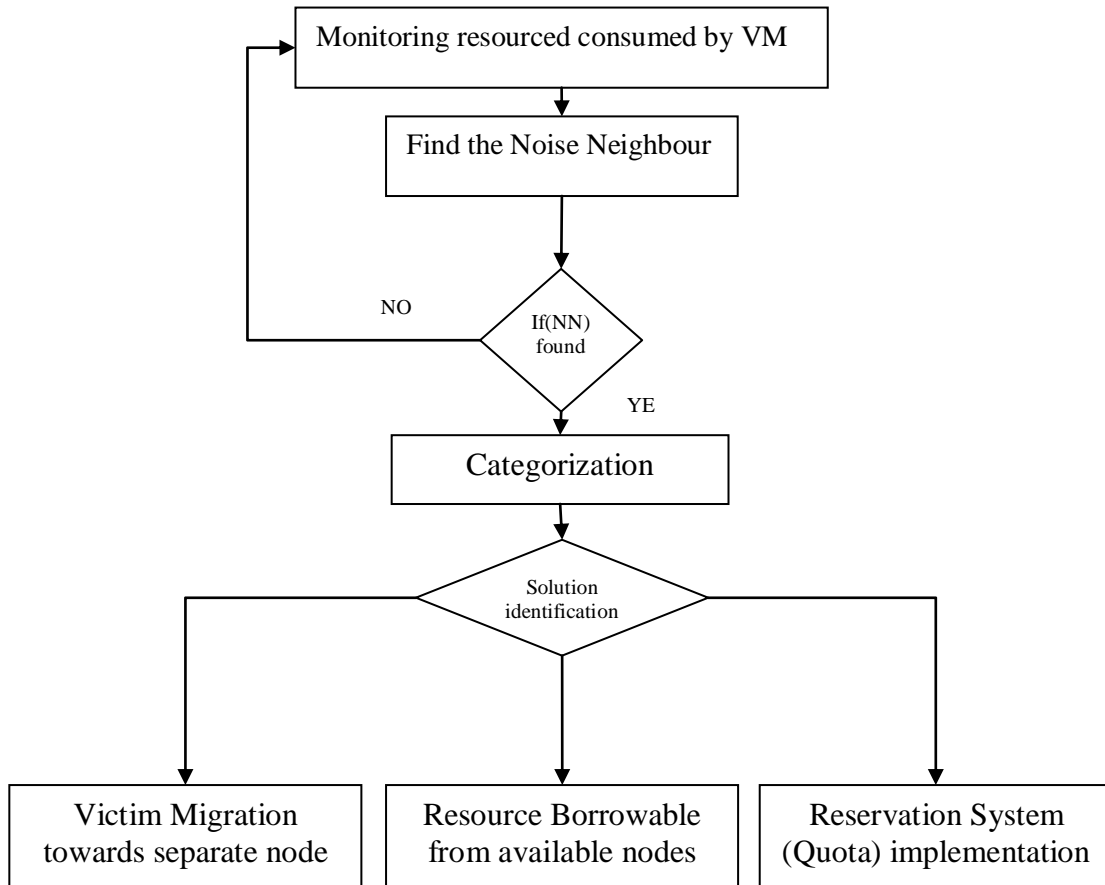 Monitoring resourced consumed by VM
Find the Noise Neighbour
NO
If(NN)
found
YE
Categorization
Solution
identification
Victim Migration
towards separate node
Resource Borrowable
from available nodes
Reservation System
(Quota) implementation